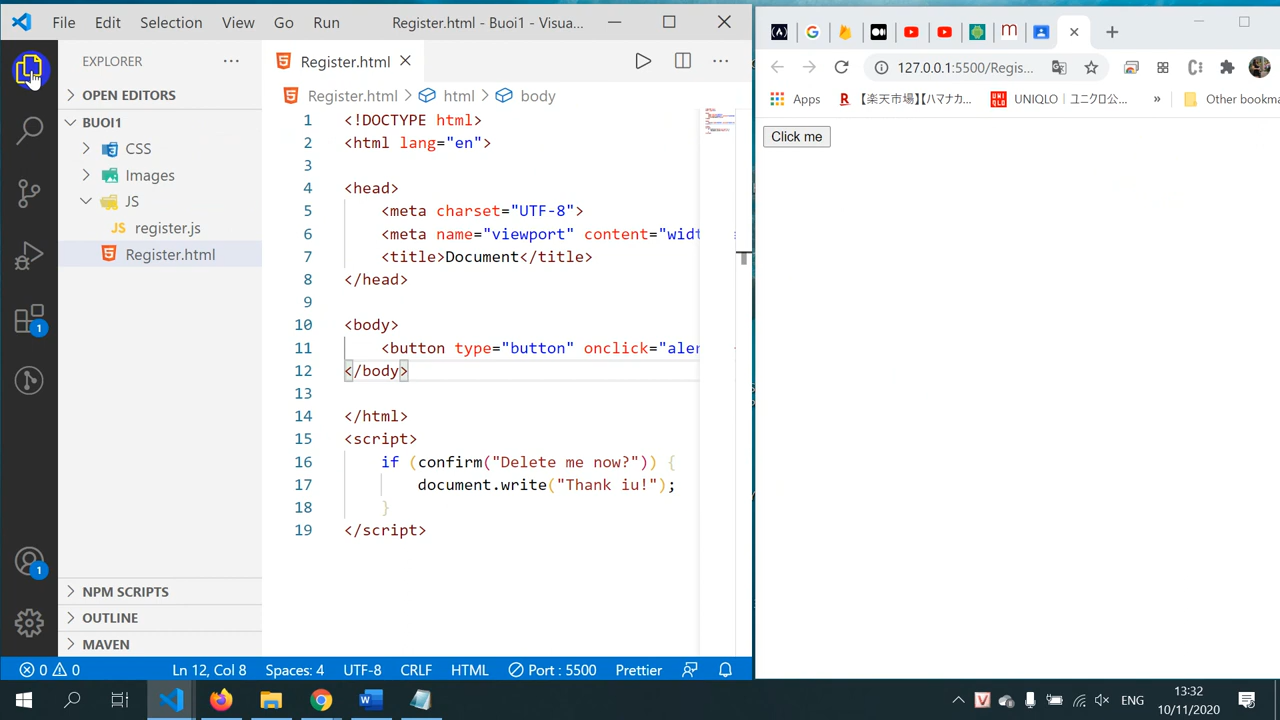 File Edit Selection View Go Run Register.html - Buoi1 - Visua...
EXPLORER
OPEN EDITORS
BUOI1
CSS
Images
JS
register.js
Register.html
NPM SCRIPTS
OUTLINE
MAVEN
Register.html
Register.html > html > body
1 <!DOCTYPE html>
2 <html lang="en">
3
4 <head>
5 <meta charset="UTF-8">
6 <meta name="viewport" content="widt
7 <title>Document</title>
8 </head>
9
10 <body>
11 <button type="button" onclick="aler
12 </body>
13
14 </html>
15 <script>
16 if (confirm("Delete me now?")) {
17 document.write("Thank iu!");
18 }
19 </script>
1
1
0 0 Ln 12, Col 8 Spaces: 4 UTF-8 CRLF HTML Port : 5500 Prettier
127.0.0.1:5500/Regis...
Apps 【楽天市場】【ハマナカ... UNIQLO | ユニクロ公... » Other bookma
Click me
ENG
13:32
10/11/2020